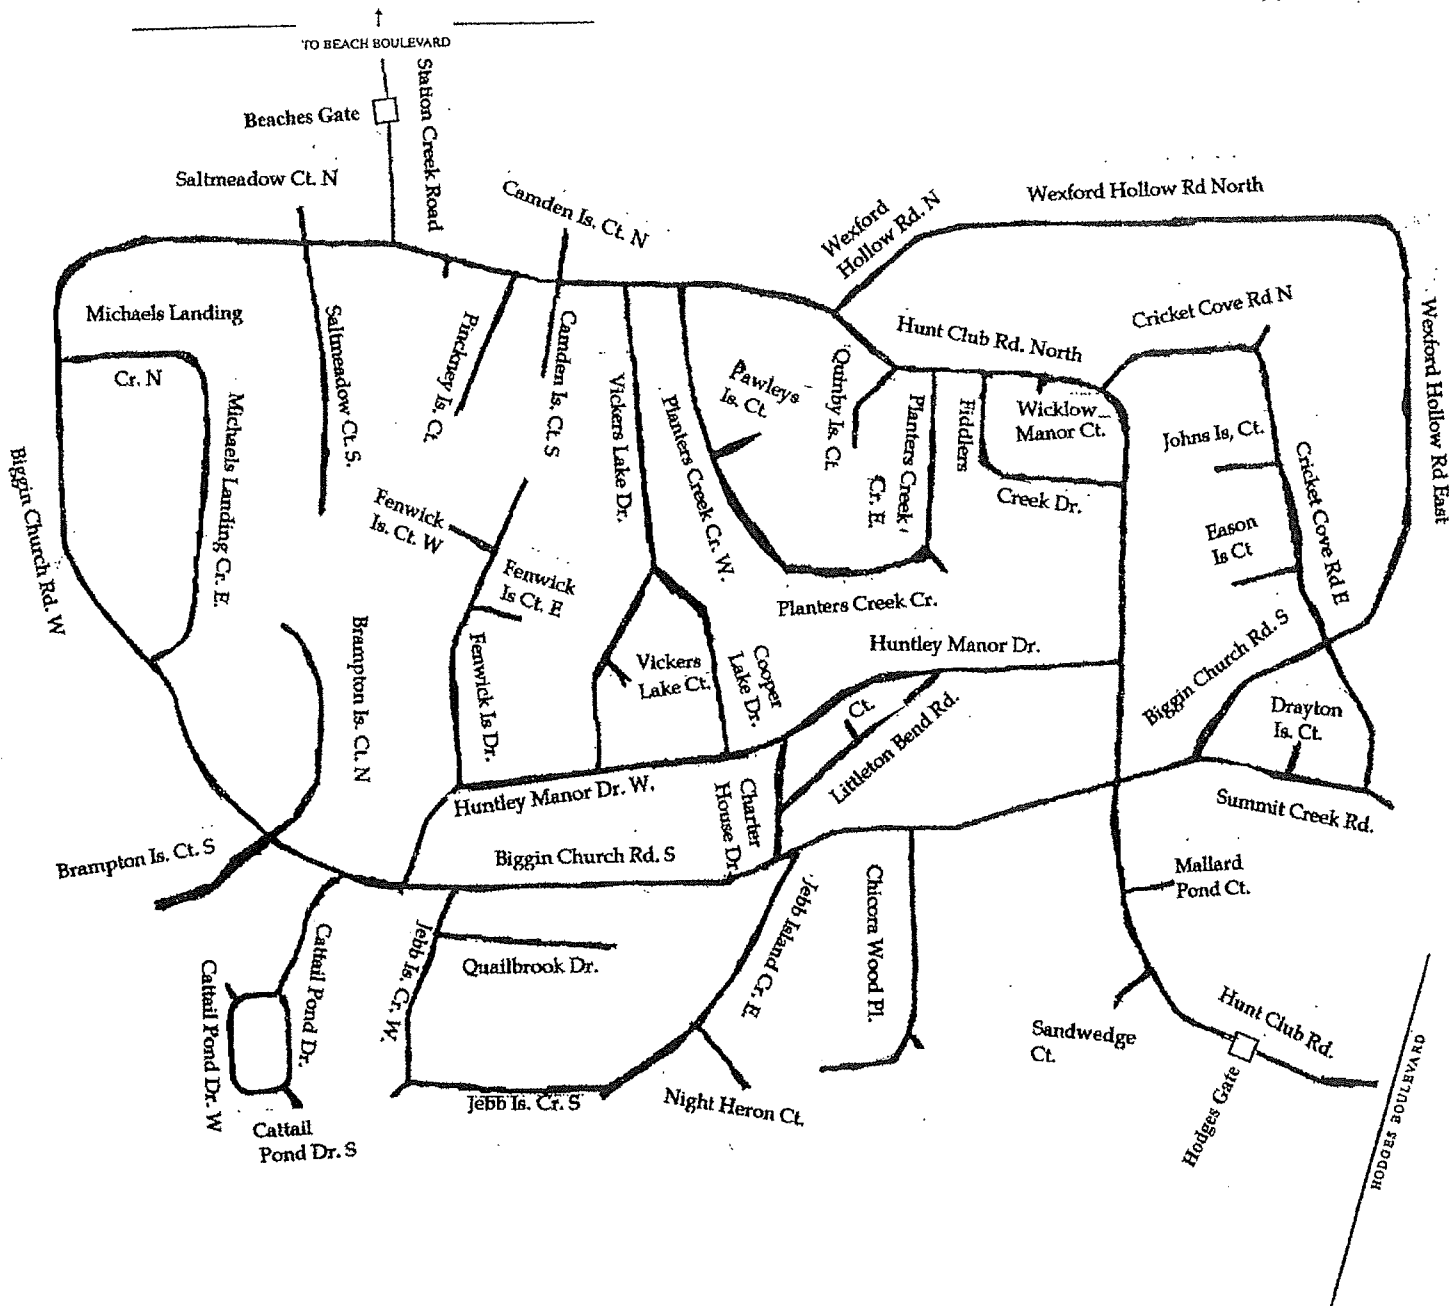 TO BEACH BOULEVARD
Station Creek Road
Beaches Gate
Saltmeadow Ct. N
Camden Is. Ct. N
Wexford
Hollow Rd. N
Wexford Hollow Rd North
Michaels Landing
Cr. N
Saltmeadow Ct. S.
Pinckney Is. Ct.
Camden Is. Ct. S
Hunt Club Rd. North
Cricket Cove Rd N
Wexford Hollow Rd East
Michaels Landing Cr. E.
Vickers Lake Dr.
Planters Creek Cr. W.
Pawleys
Is. Ct.
Quinby Is. Ct.
Planters Creek
Cr. E.
Fiddlers
Creek Dr.
Wicklow
Manor Ct.
Johns Is, Ct.
Cricket Cove Rd E
Eason
Is Ct
Biggin Church Rd. W
Fenwick
Is. Ct. W
Fenwick
Is Ct. E
Planters Creek Cr.
Huntley Manor Dr.
Biggin Church Rd. S
Brampton Is. Ct. N
Fenwick Is Dr.
Vickers
Lake Ct.
Cooper
Lake Dr.
Ct.
Littleton Bend Rd.
Drayton
Is. Ct.
Huntley Manor Dr. W.
Charter
House Dr.
Summit Creek Rd.
Brampton Is. Ct. S
Biggin Church Rd. S
Mallard
Pond Ct.
Cattail Pond Dr.
Jebb Is. Cr. W.
Quailbrook Dr.
Jebb Island Cr. E.
Chicora Wood Pl.
Cattail Pond Dr. W
Sandwedge
Ct.
Hunt Club Rd.
Jebb Is. Cr. S
Night Heron Ct.
Hodges Gate
HODGES BOULEVARD
Cattail
Pond Dr. S